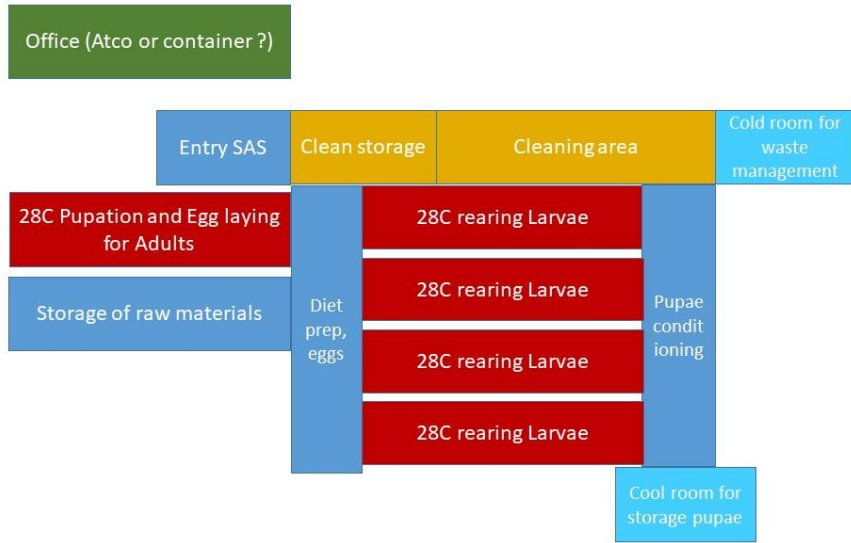 Office (Atco or container ?)
Entry SAS
Clean storage
Cleaning area
Cold room for
waste
management
28C Pupation and Egg laying
for Adults
28C rearing Larvae
Storage of raw materials
28C rearing Larvae
Diet
prep,
eggs
Pupae
condit
ioning
28C rearing Larvae
28C rearing Larvae
Cool room for
storage pupae